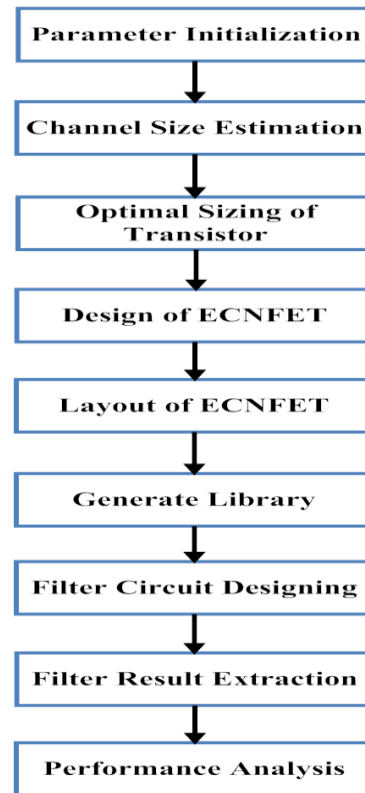 Parameter Initialization
Channel Size Estimation
Optimal Sizing of
Transistor
Design of ECNFET
Layout of ECNFET
Generate Library
Filter Circuit Designing
Filter Result Extraction
Performance Analysis